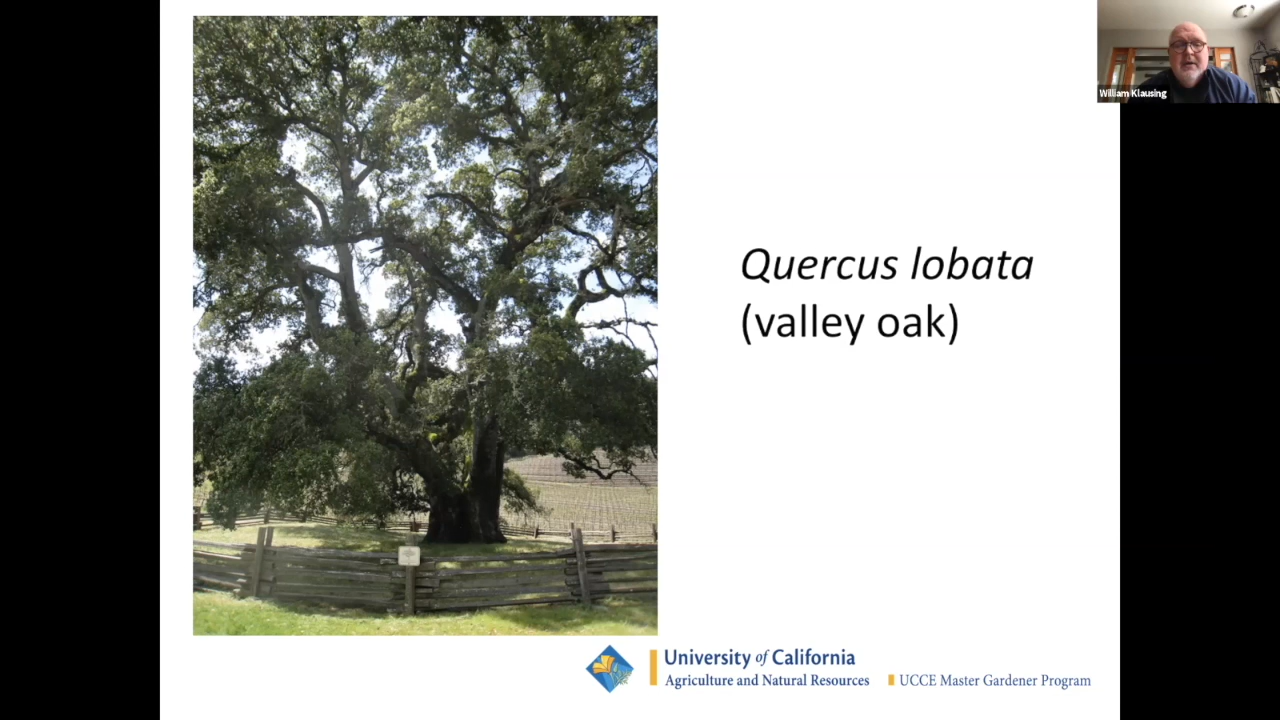 William Klausing
Quercus lobata
(valley oak)
University of California
Agriculture and Natural Resources
UCCE Master Gardener Program